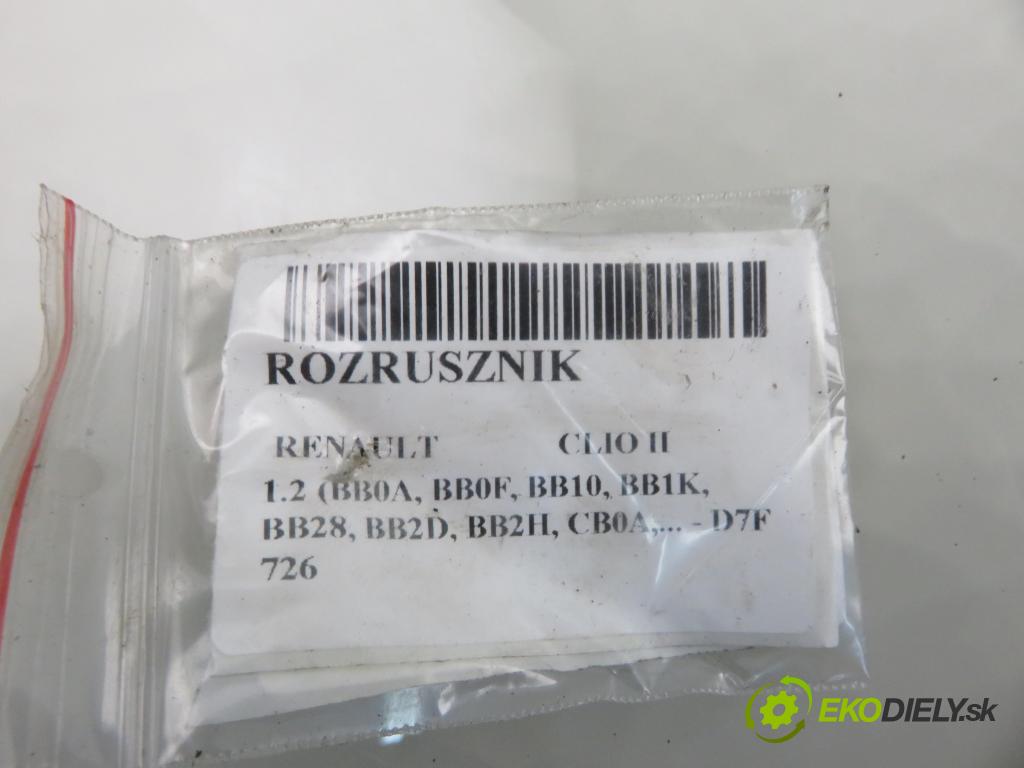 ROZRUSZNIK
RENAULT CLIO II
1.2 (BB0A, BB0F, BB10, BB1K,
BB28, BB2D, BB2H, CB0A,... - D7F
726
EKODIELY.sk